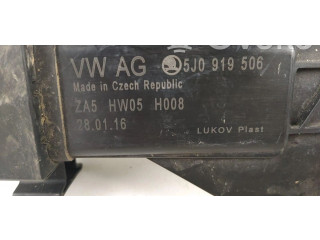 VW AG 5J0 919 506
Made in Czech Republic
ZA5 HW05 H008
28.01.16
LUKOV Plast